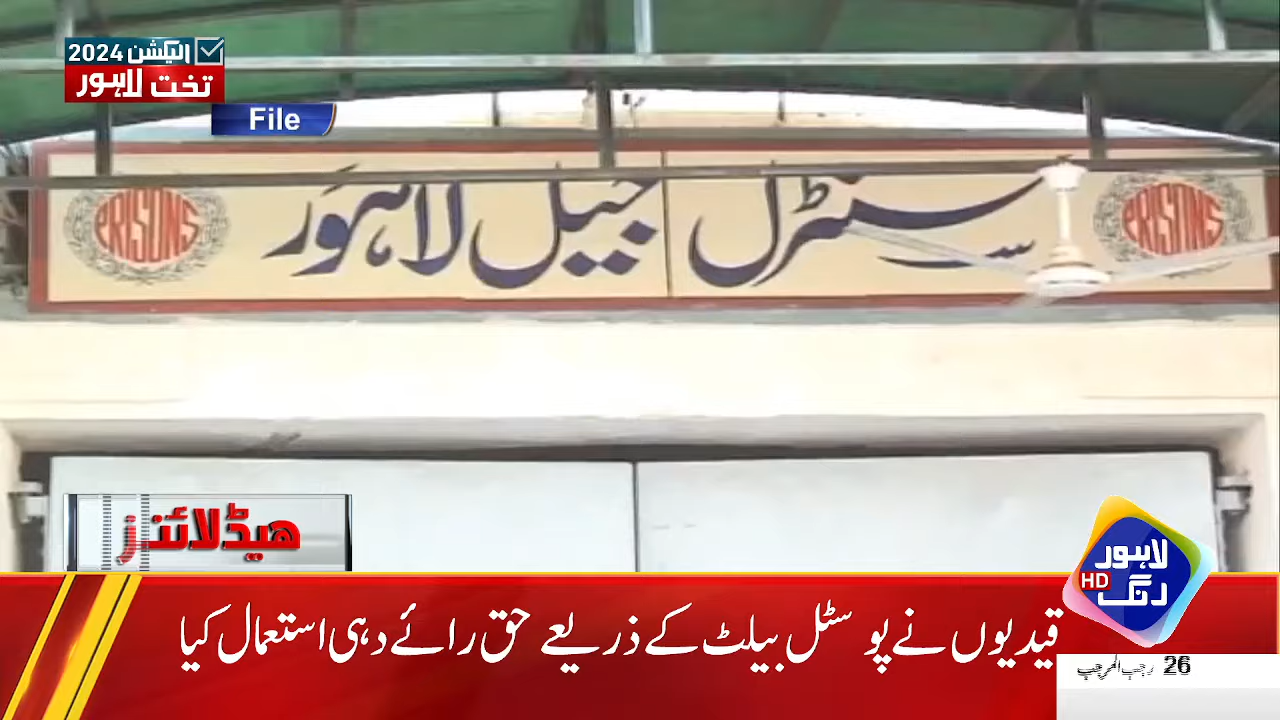 الیکشن 2024
تخت لاہور
File
PRISONS
سنٹرل جیل لاہور
PRISONS
ہیڈلائنز
لاہور
رنگ
HD
قیدیوں نے پوسٹل بیلٹ کے ذریعے حق رائے دہی استعمال کیا
26 رجب المرجب